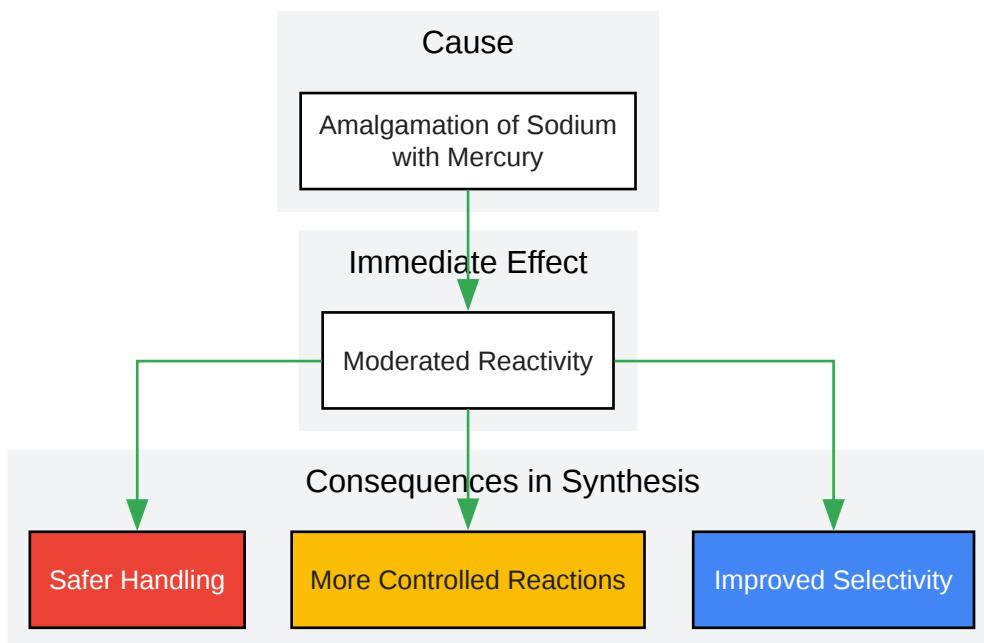 Cause
Amalgamation of Sodium
with Mercury
Immediate Effect
Moderated Reactivity
Consequences in Synthesis
Safer Handling
More Controlled Reactions
Improved Selectivity